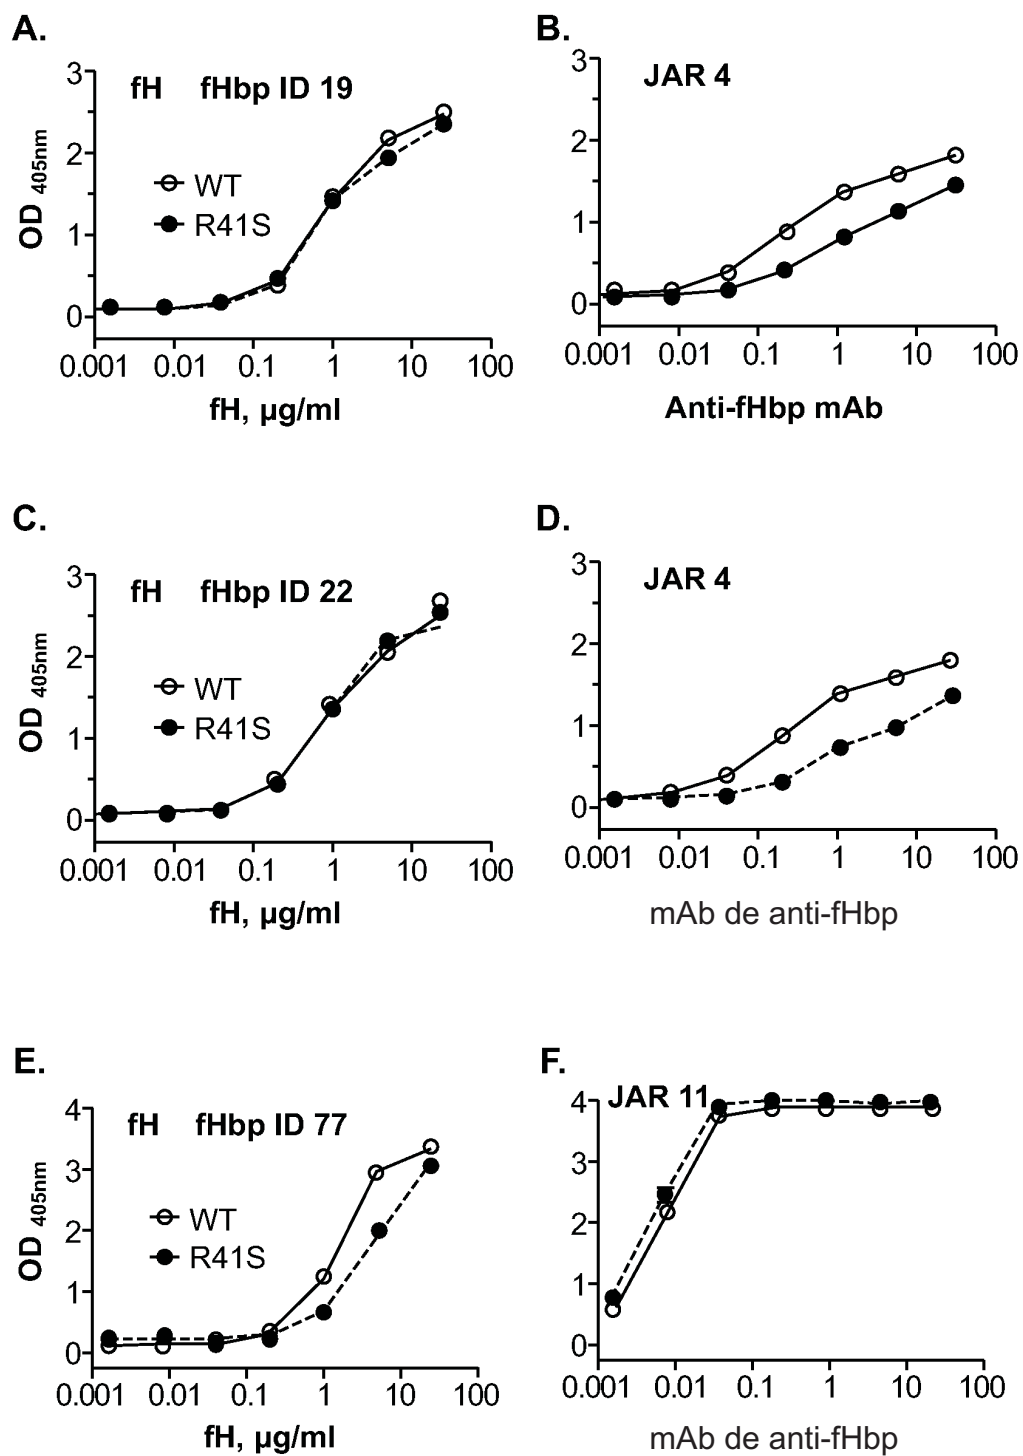 A.
fH fHbp ID 19
3
2
1
0
OD 405nm
WT
R41S
0.001 0.01 0.1 1 10 100
fH, µg/ml
B.
JAR 4
3
2
1
0
0.001 0.01 0.1 1 10 100
Anti-fHbp mAb
C.
fH fHbp ID 22
3
2
1
0
OD 405nm
WT
R41S
0.001 0.01 0.1 1 10 100
fH, µg/ml
D.
JAR 4
3
2
1
0
0.001 0.01 0.1 1 10 100
mAb de anti-fHbp
E.
fH fHbp ID 77
4
3
2
1
0
OD 405nm
WT
R41S
0.001 0.01 0.1 1 10 100
fH, µg/ml
F.
JAR 11
4
3
2
1
0
0.001 0.01 0.1 1 10 100
mAb de anti-fHbp